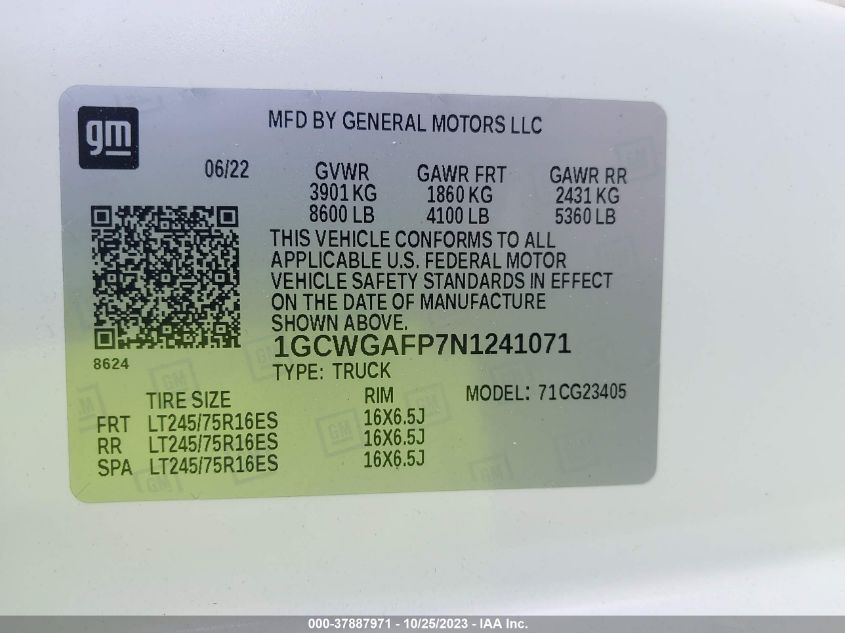 gm
MFD BY GENERAL MOTORS LLC
06/22 GVWR GAWR FRT GAWR RR
3901 KG 1860 KG 2431 KG
8600 LB 4100 LB 5360 LB
THIS VEHICLE CONFORMS TO ALL
APPLICABLE U.S. FEDERAL MOTOR
VEHICLE SAFETY STANDARDS IN EFFECT
ON THE DATE OF MANUFACTURE
SHOWN ABOVE.
8624 1GCWGAFP7N1241071
TYPE: TRUCK
TIRE SIZE RIM MODEL: 71CG23405
FRT LT245/75R16ES 16X6.5J
RR LT245/75R16ES 16X6.5J
SPA LT245/75R16ES 16X6.5J
000-37887971 - 10/25/2023 - IAA Inc.